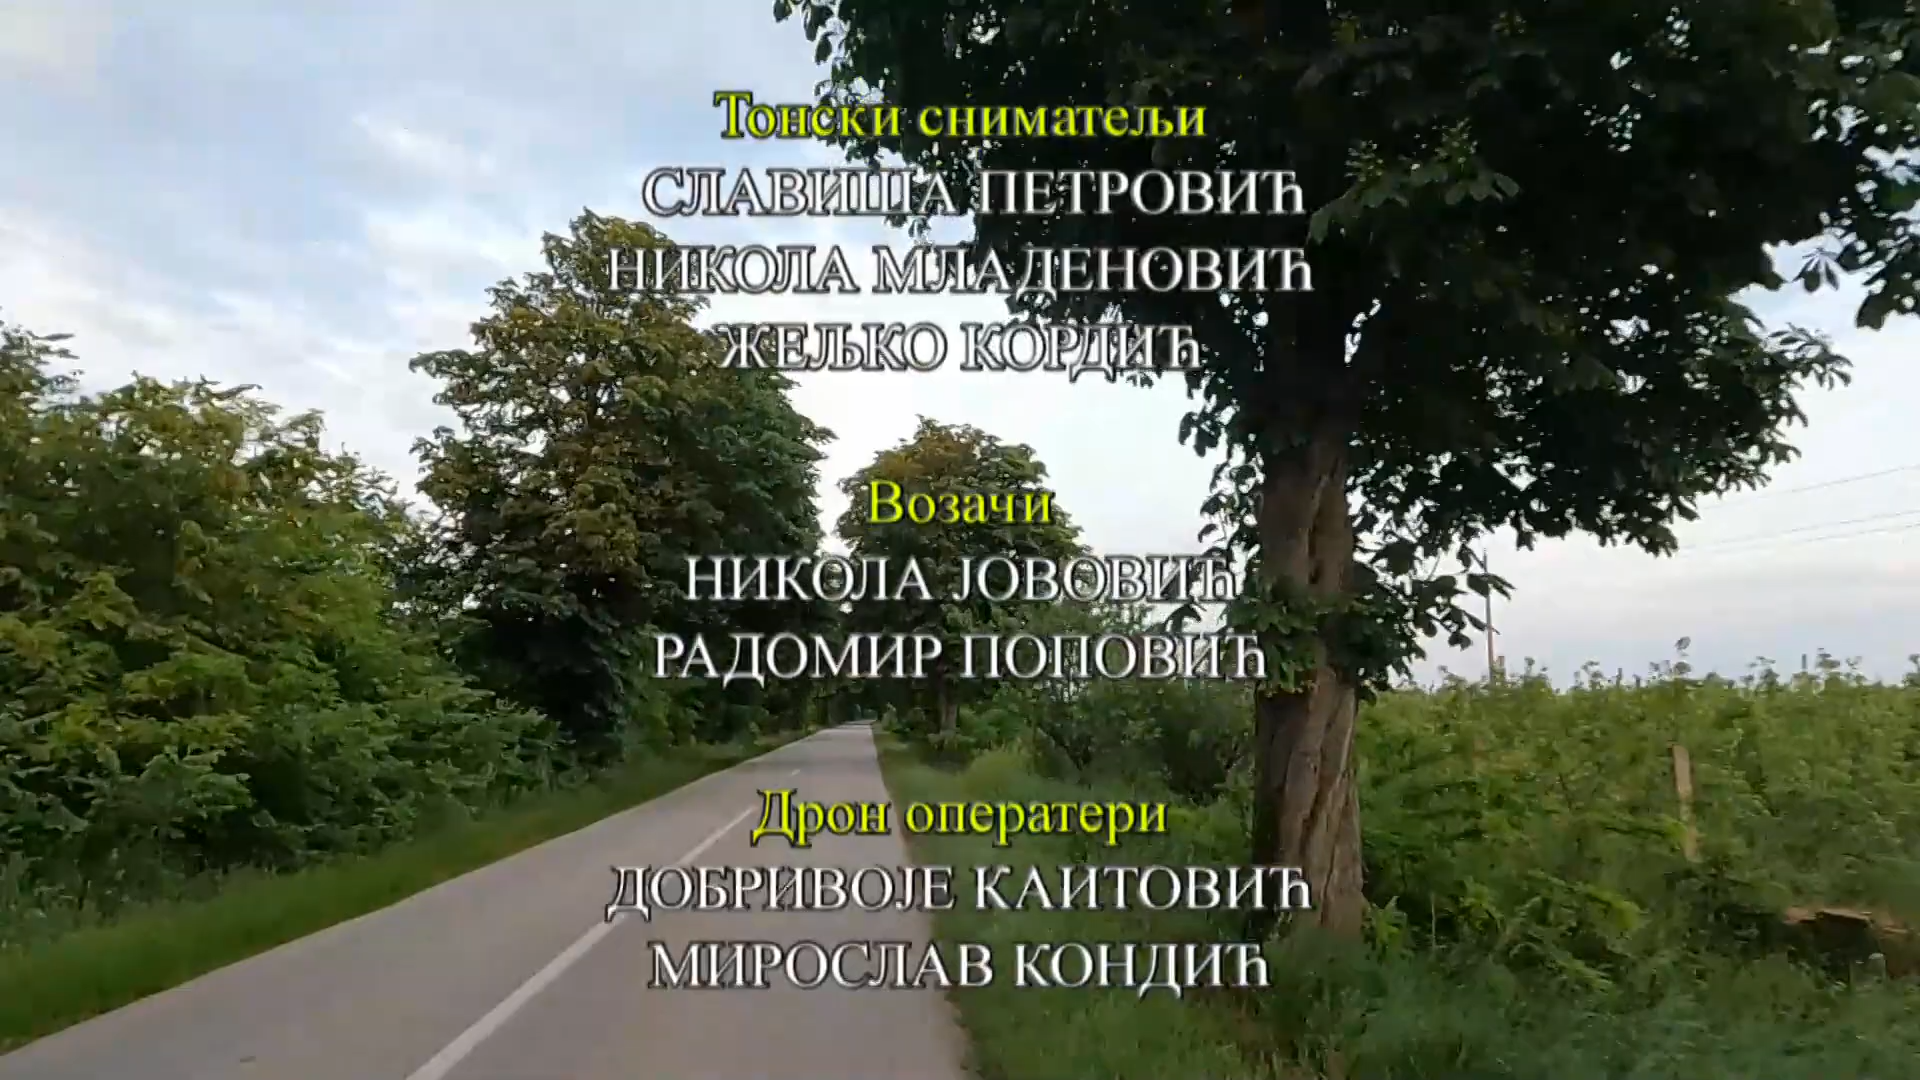 Тонски сниматељи
СЛАВИША ПЕТРОВИЋ
НИКОЛА МЛАДЕНОВИЋ
ЖЕЉКО КОРДИЋ
Возачи
НИКОЛА ЈОВОВИЋ
РАДОМИР ПОПОВИЋ
Дрон оператери
ДОБРИВОЈЕ КАИТОВИЋ
МИРОСЛАВ КОНДИЋ